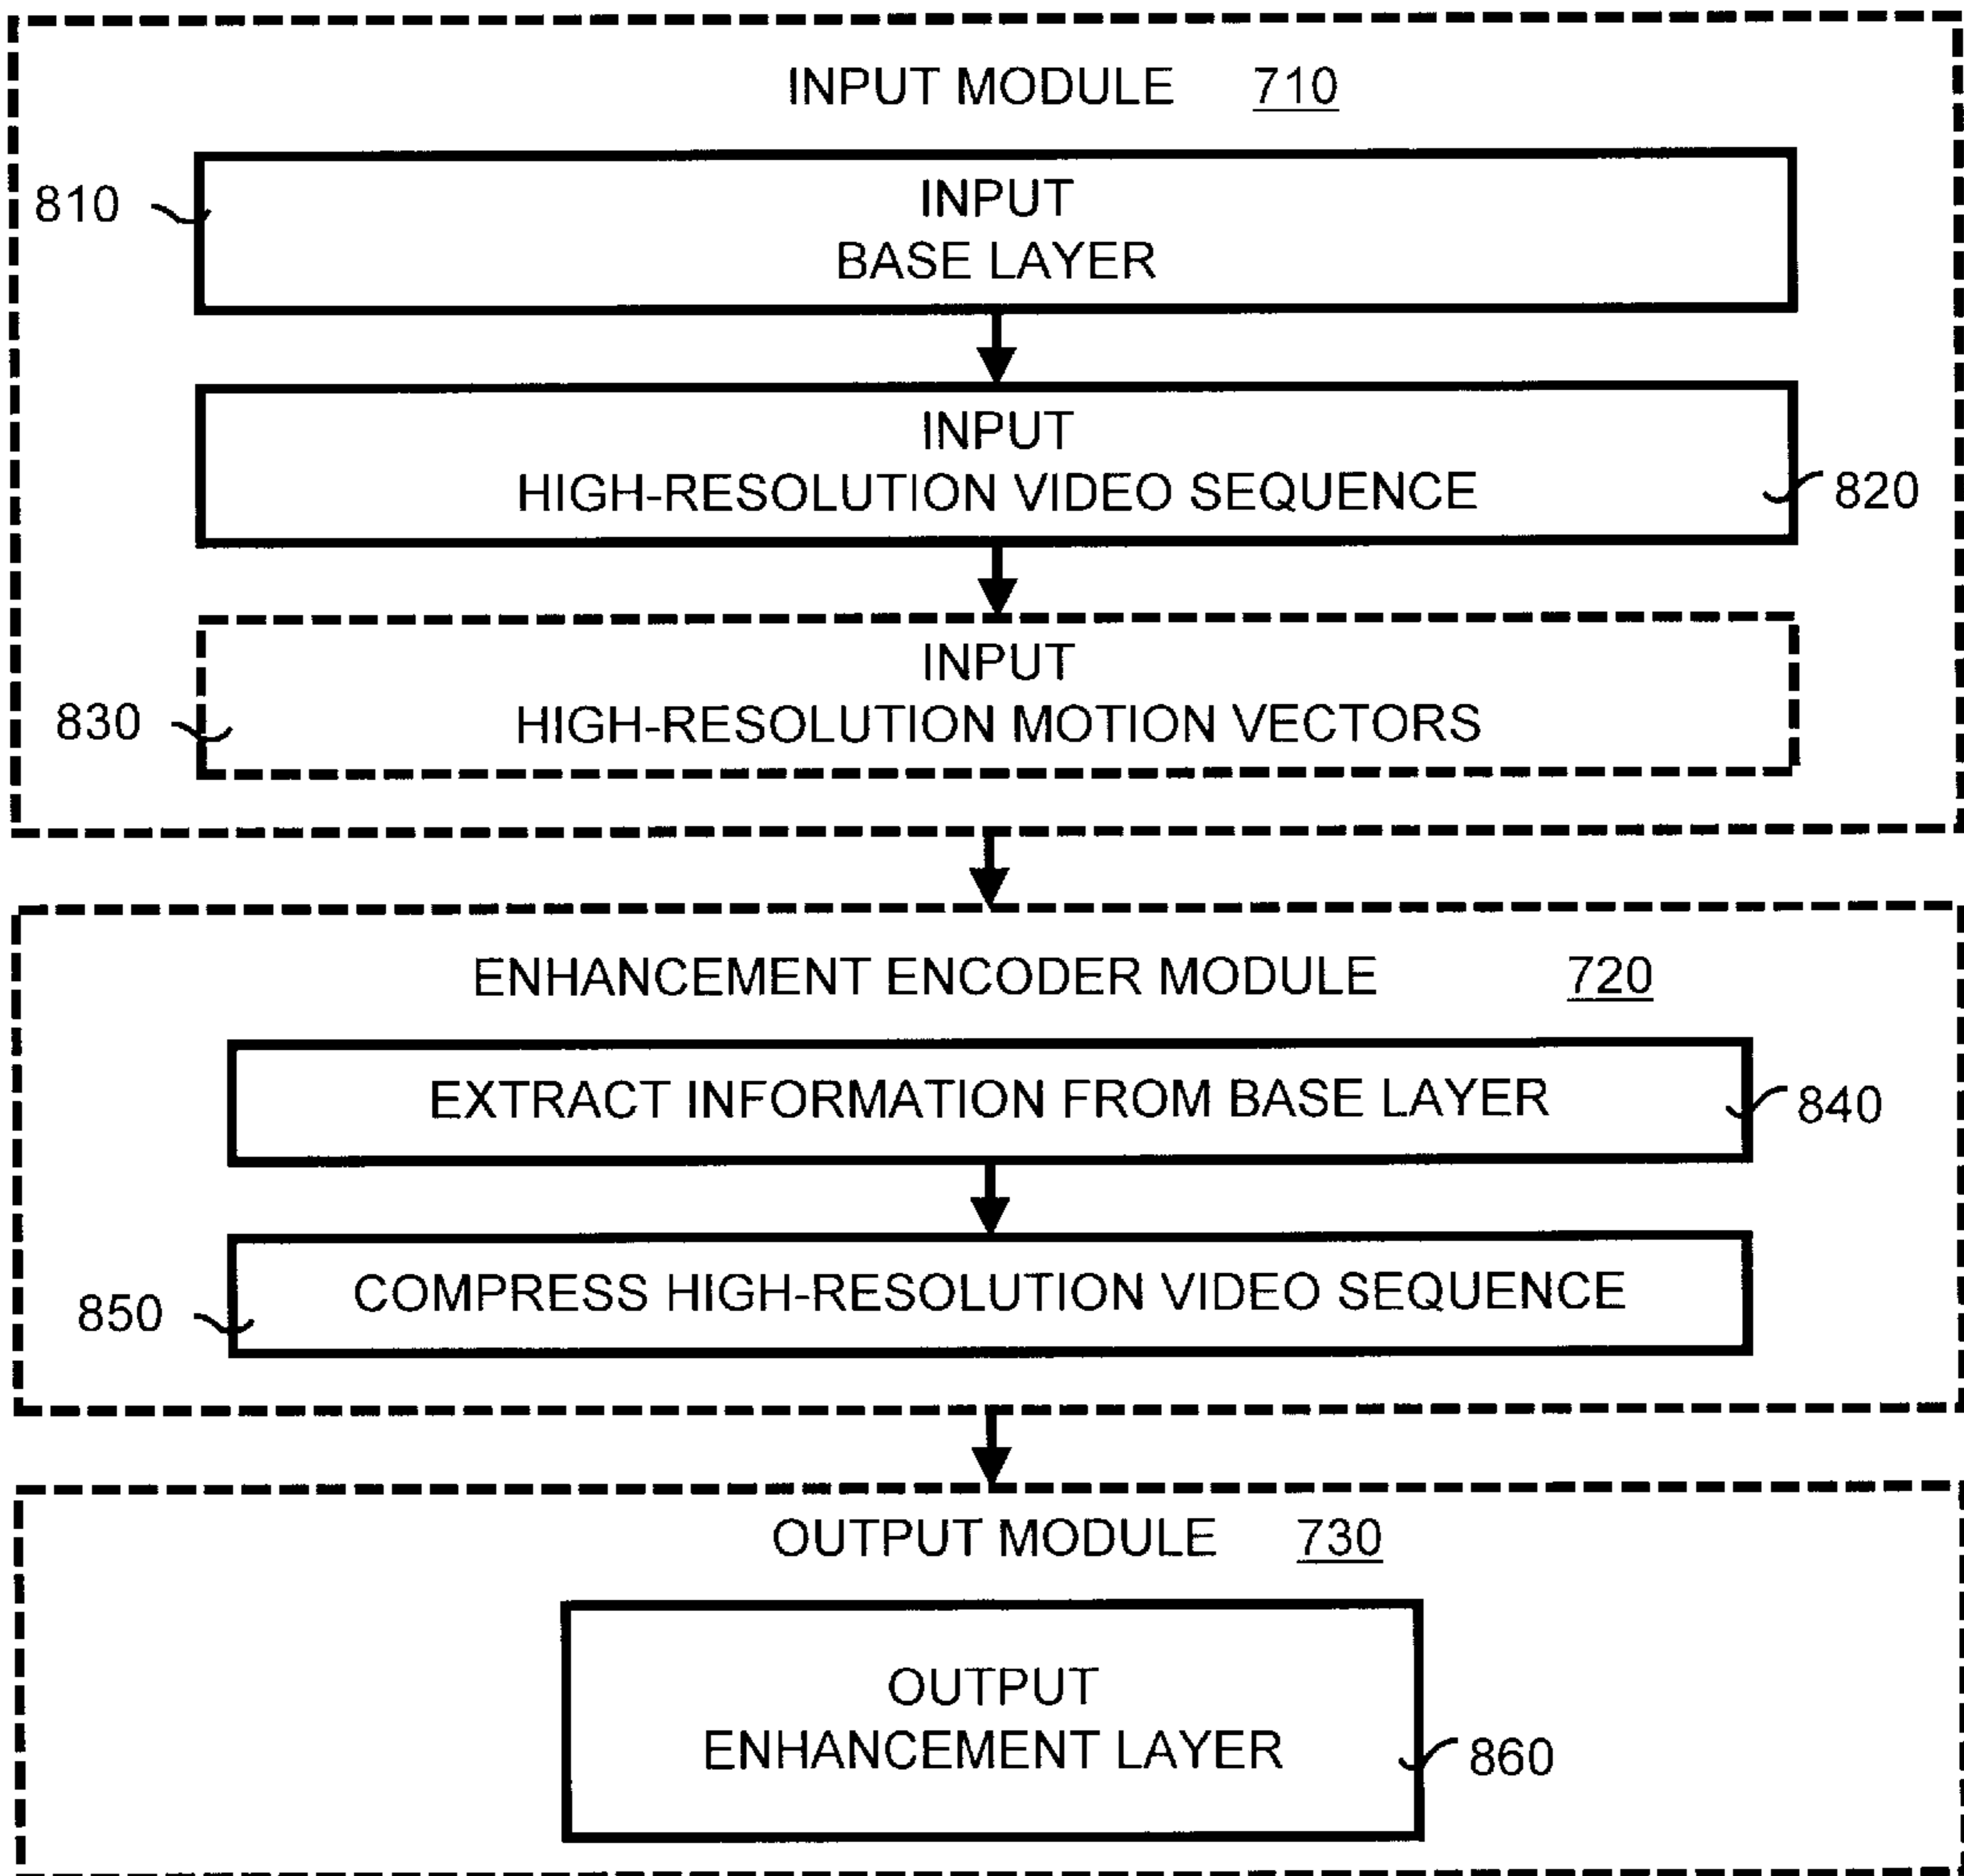 INPUT MODULE 710
810
INPUT
BASE LAYER
INPUT
HIGH-RESOLUTION VIDEO SEQUENCE
820
INPUT
HIGH-RESOLUTION MOTION VECTORS
830
ENHANCEMENT ENCODER MODULE 720
EXTRACT INFORMATION FROM BASE LAYER
840
COMPRESS HIGH-RESOLUTION VIDEO SEQUENCE
850
OUTPUT MODULE 730
OUTPUT
ENHANCEMENT LAYER
860